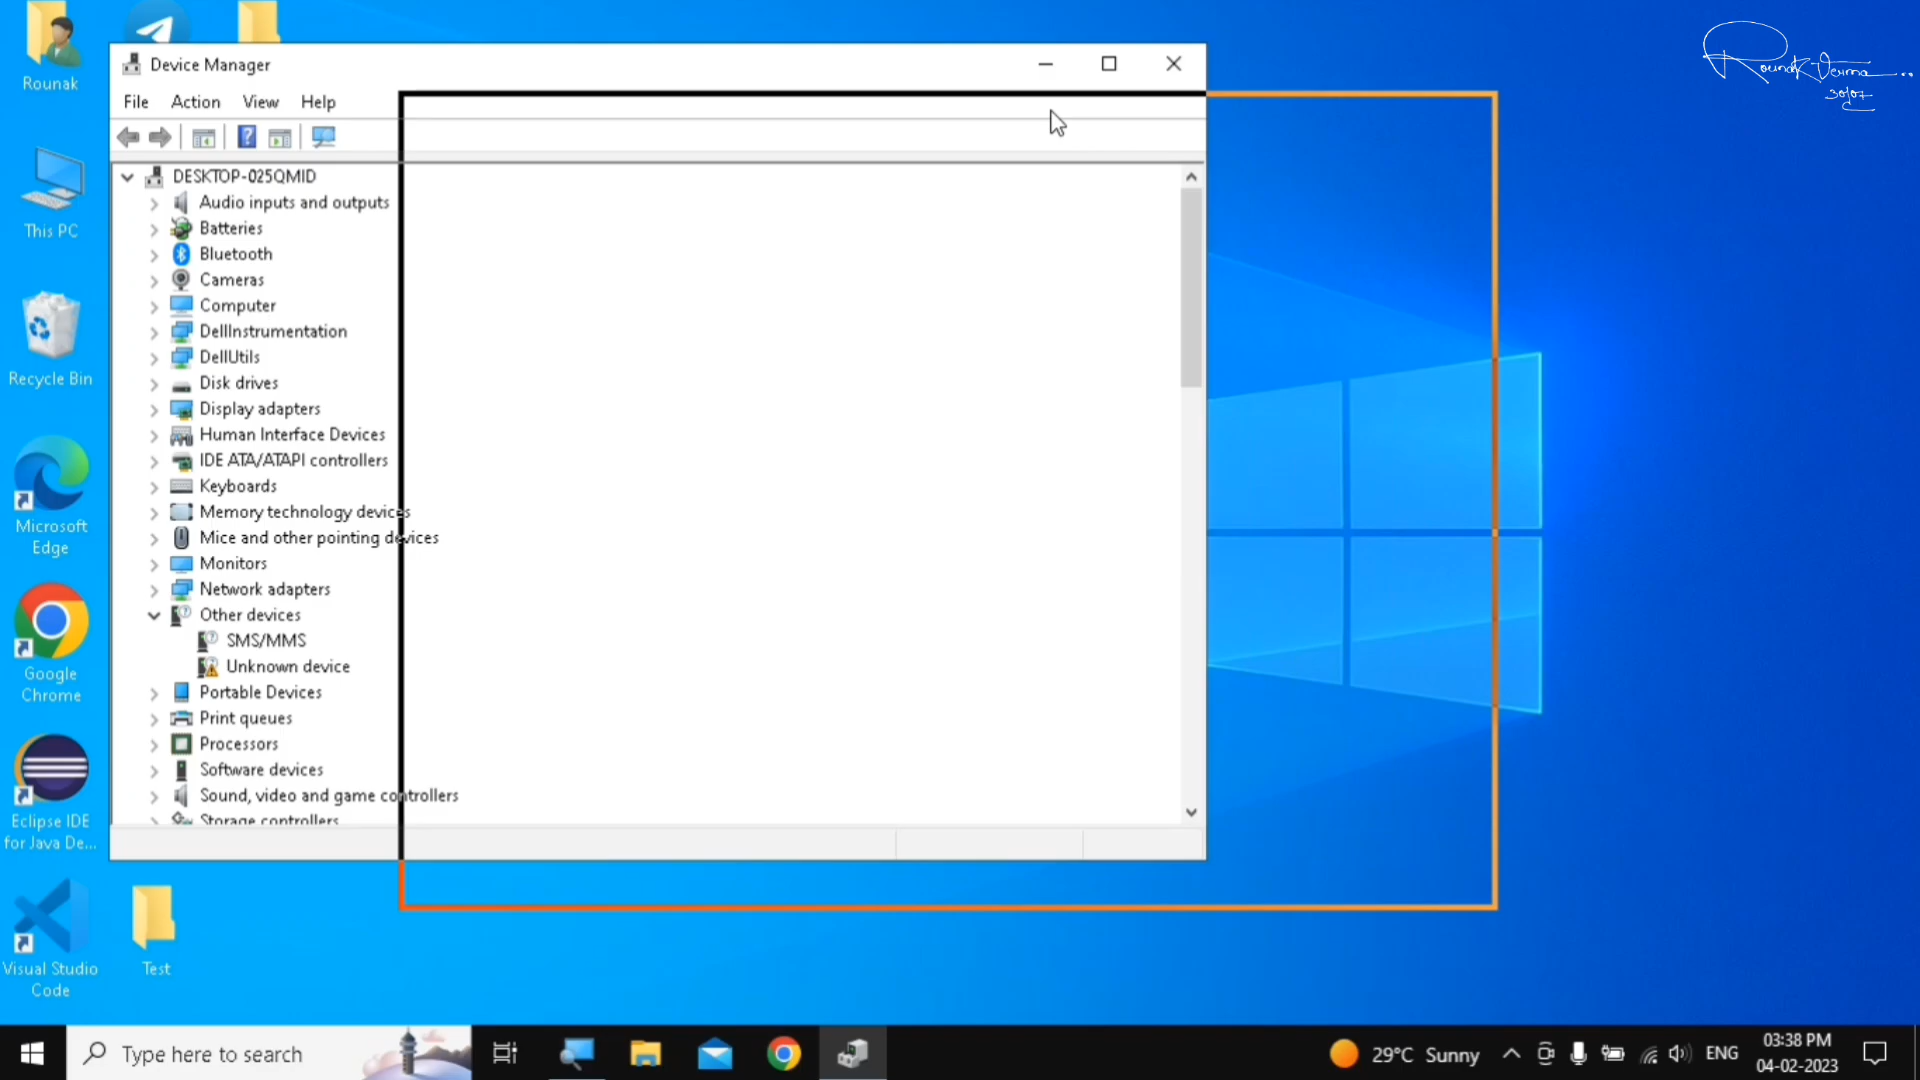 Rounak Verma
30/07
Rounak
This PC
Recycle Bin
Microsoft
Edge
Google
Chrome
Eclipse IDE
for Java De...
Visual Studio
Code
Test
Device Manager
File Action View Help
DESKTOP-025QMID
Audio inputs and outputs
Batteries
Bluetooth
Cameras
Computer
DellInstrumentation
DellUtils
Disk drives
Display adapters
Human Interface Devices
IDE ATA/ATAPI controllers
Keyboards
Memory technology devices
Mice and other pointing devices
Monitors
Network adapters
Other devices
SMS/MMS
Unknown device
Portable Devices
Print queues
Processors
Software devices
Sound, video and game controllers
Storage controllers
Type here to search
29°C Sunny
ENG
03:38 PM
04-02-2023